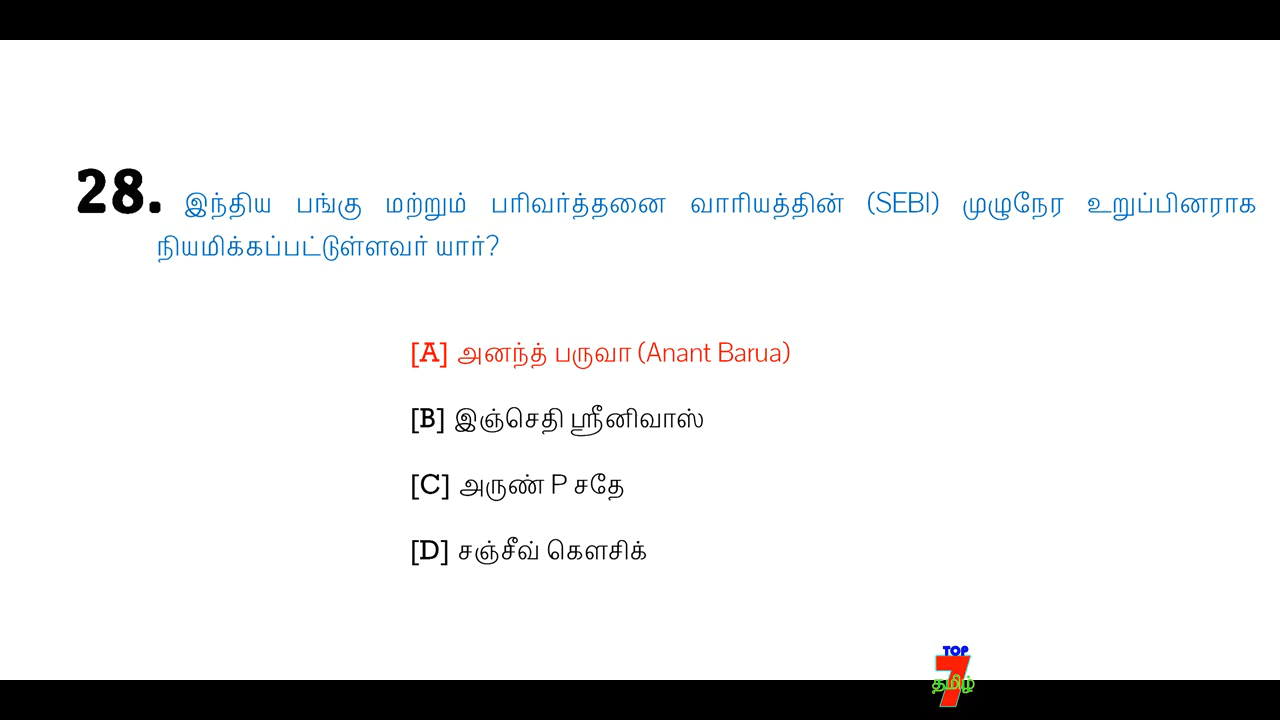 28. இந்திய பங்கு மற்றும் பரிவர்த்தனை வாரியத்தின் (SEBI) முழுநேர உறுப்பினராக
நியமிக்கப்பட்டுள்ளவர் யார்?
[A] அனந்த் பருவா (Anant Barua)
[B] இஞ்செதி ஸ்ரீனிவாஸ்
[C] அருண் P சதே
[D] சஞ்சீவ் கௌசிக்
TOP
7
தமிழ்